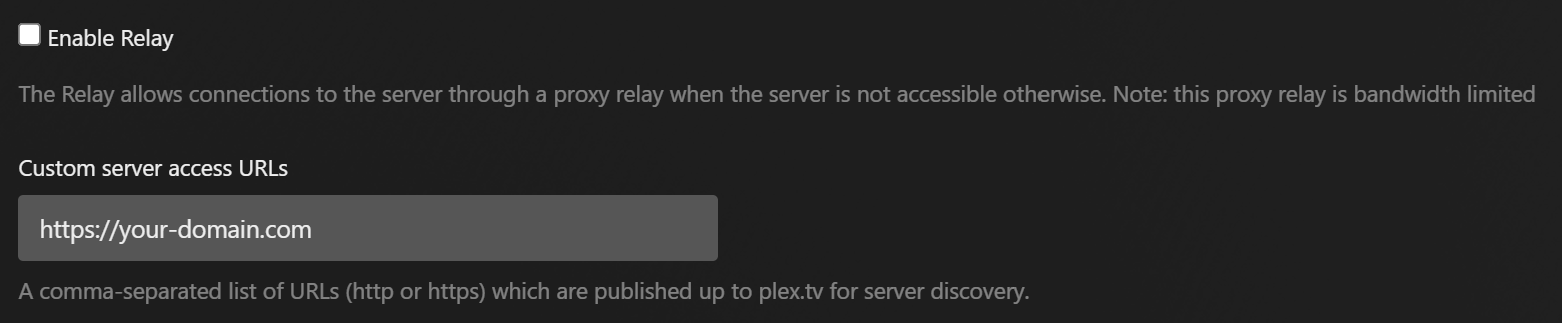 Enable Relay
The Relay allows connections to the server through a proxy relay when the server is not accessible otherwise. Note: this proxy relay is bandwidth limited
Custom server access URLs
https://your-domain.com
A comma-separated list of URLs (http or https) which are published up to plex.tv for server discovery.